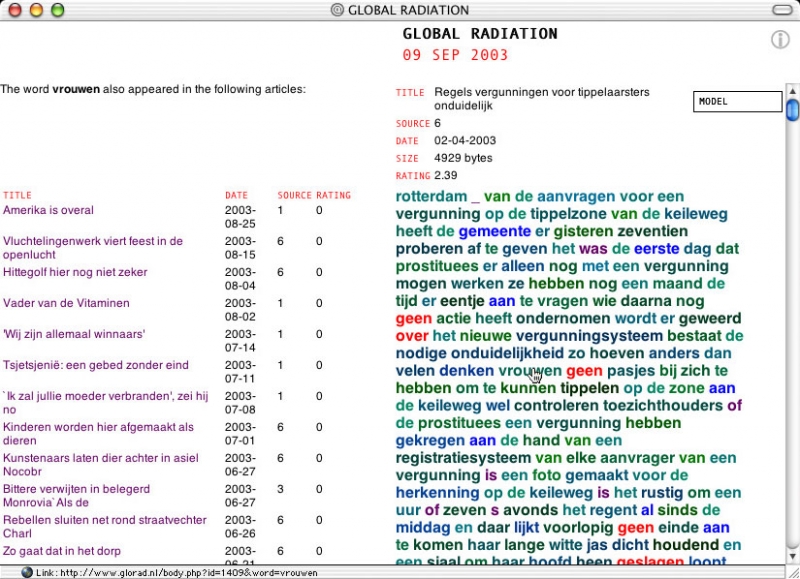 GLOBAL RADIATION
GLOBAL RADIATION
09 SEP 2003
The word vrouwen also appeared in the following articles:
TITLE DATE SOURCE RATING
Amerika is overal 2003- 1 0
08-25
Vluchtelingenwerk viert feest in de 2003- 6 0
openlucht 08-15
Hittegolf hier nog niet zeker 2003- 6 0
08-04
Vader van de Vitaminen 2003- 1 0
08-02
'Wij zijn allemaal winnaars' 2003- 1 0
07-14
Tsjetsjenië: een gebed zonder eind 2003- 1 0
07-11
`Ik zal jullie moeder verbranden', zei hij 2003- 1 0
no 07-08
Kinderen worden hier afgemaakt als 2003- 6 0
dieren 07-01
Kunstenaars laten dier achter in asiel 2003- 6 0
Nocobr 06-27
Bittere verwijten in belegerd 2003- 3 0
Monrovia`Als de 06-27
Rebellen sluiten net rond straatvechter 2003- 6 0
Charl 06-26
Zo gaat dat in het dorp 2003- 6 0
06-21
TITLE Regels vergunningen voor tippelaarsters
onduidelijk
MODEL
SOURCE 6
DATE 02-04-2003
SIZE 4929 bytes
RATING 2.39
rotterdam _ van de aanvragen voor een
vergunning op de tippelzone van de keileweg
heeft de gemeente er gisteren zeventien
proberen af te geven het was de eerste dag dat
prostituees er alleen nog met een vergunning
mogen werken ze hebben nog een maand de
tijd er eentje aan te vragen wie daarna nog
geen actie heeft ondernomen wordt er geweerd
over het nieuwe vergunningsysteem bestaat de
nodige onduidelijkheid zo hoeven anders dan
velen denken vrouwen geen pasjes bij zich te
hebben om te kunnen tippelen op de zone aan
de keileweg wel controleren toezichthouders of
de prostituees een vergunning hebben
gekregen aan de hand van een
registratiesysteem van elke aanvrager van een
vergunning is een foto gemaakt voor de
herkenning op de keileweg is het rustig om een
uur of zeven s avonds het regent al sinds de
middag en daar lijkt voorlopig geen einde aan
te komen haar lange witte jas dicht houdend en
een sjaal om haar hoofd heen geslagen loopt
Link: http://www.glorad.nl/body.php?id=1409&word=vrouwen